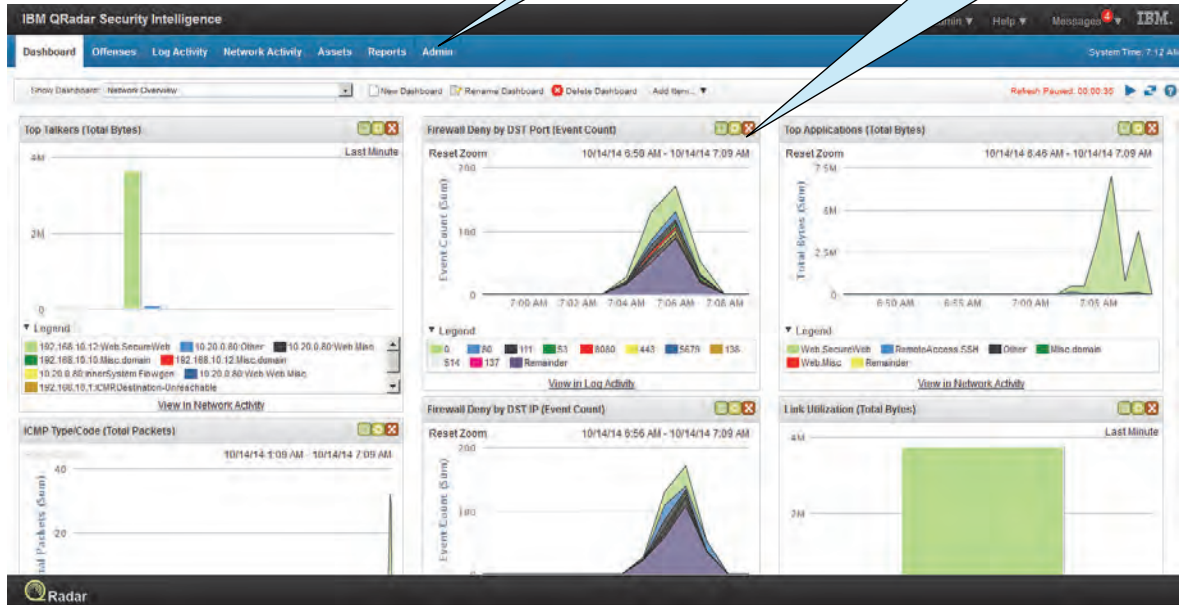 IBM QRadar Security Intelligence
Help ▼ Messages 4 ▼ IBM.
Dashboard Offenses Log Activity Network Activity Assets Reports Admin System Time: 7:12 AM
Show Dashboard: Network Overview New Dashboard Rename Dashboard Delete Dashboard Add Item... ▼ Refresh Paused: 00:00:35
Top Talkers (Total Bytes)
Last Minute
4M
2M
0
▼ Legend
192.168.10.12:Web.SecureWeb 10.20.0.80:Other 10.20.0.80:Web.Misc
192.168.10.10:Misc.domain 192.168.10.12:Misc.domain
10.20.0.80:InnerSystem.Flowgen 10.20.0.80:Web.Web.Misc
192.168.10.1:ICMP.Destination-Unreachable
View in Network Activity
Firewall Deny by DST Port (Event Count)
Reset Zoom 10/14/14 6:50 AM - 10/14/14 7:09 AM
Event Count (Sum)
200
100
0
7:00 AM 7:02 AM 7:04 AM 7:06 AM 7:08 AM
▼ Legend
0 80 111 53 8080 443 5679 138
514 137 Remainder
View in Log Activity
Top Applications (Total Bytes)
Reset Zoom 10/14/14 6:46 AM - 10/14/14 7:09 AM
Total Bytes (Sum)
7.5M
5M
2.5M
0
6:50 AM 6:55 AM 7:00 AM 7:05 AM
▼ Legend
Web.SecureWeb RemoteAccess.SSH Other Misc.domain
Web.Misc Remainder
View in Network Activity
ICMP Type/Code (Total Packets)
10/14/14 1:09 AM - 10/14/14 7:09 AM
Packets (Sum)
40
20
Firewall Deny by DST IP (Event Count)
Reset Zoom 10/14/14 6:56 AM - 10/14/14 7:09 AM
Event Count (Sum)
200
100
Link Utilization (Total Bytes)
Last Minute
4M
2M
QRadar